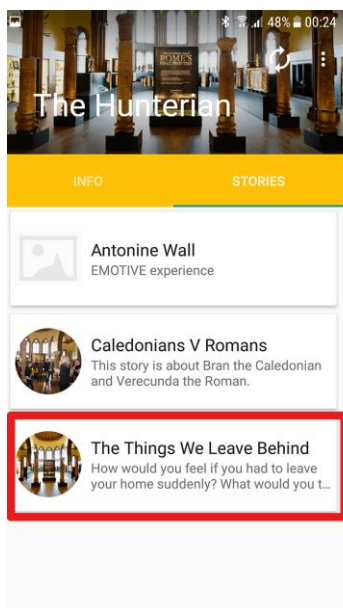 48% 00:24
ROME'S
The Hunterian
INFO STORIES
Antonine Wall
EMOTIVE experience
Caledonians V Romans
This story is about Bran the Caledonian
and Verecunda the Roman.
The Things We Leave Behind
How would you feel if you had to leave
your home suddenly? What would you t...